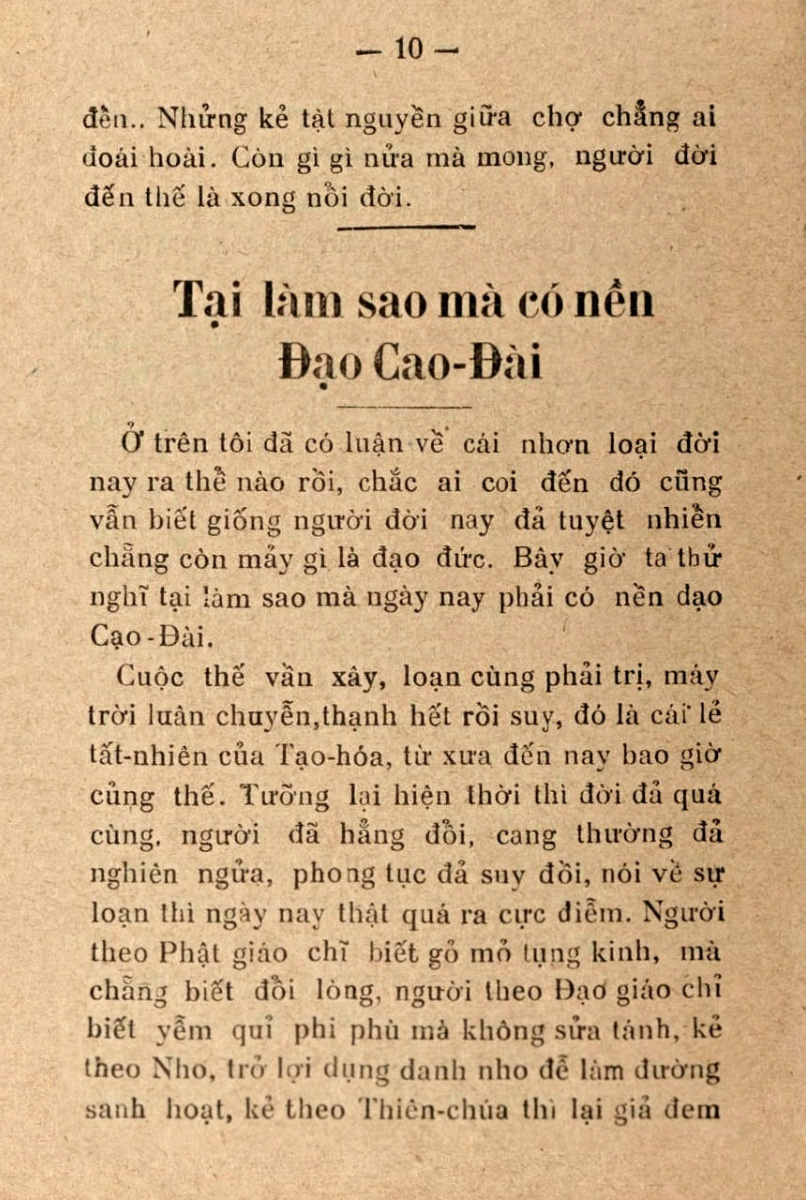 — 10 —
đền.. Nhửng kẻ tật nguyền giữa chợ chẳng ai
đoái hoài. Còn gì gì nửa mà mong, người đời
đến thế là xong nồi đời.
Tại làm sao mà có nền
Đạo Cao-Đài
Ở trên tôi đã có luận về cái nhơn loại đời
nay ra thể nào rồi, chắc ai coi đến đó cũng
vẫn biết giống người đời nay đả tuyệt nhiên
chẳng còn mảy gì là đạo đức. Bây giờ ta thử
nghĩ tại làm sao mà ngày nay phải có nền đạo
Cạo-Đài.
Cuộc thế vần xây, loạn cùng phải trị, máy
trời luân chuyễn,thạnh hết rồi suy, đó là cái lẻ
tất-nhiên của Tạo-hóa, từ xưa đến nay bao giờ
củng thế. Tưỡng lại hiện thời thì đời đả quá
cùng, người đã hẳng đồi, cang thường đả
nghiên ngửa, phong tục đả suy đồi, nói về sự
loạn thì ngày nay thật quá ra cực điểm. Người
theo Phật giáo chĩ biết gỏ mỏ tụng kinh, mà
chẳng biết đổi lòng, người theo Đạo giáo chỉ
biết yểm quỉ phi phù mà không sửa tánh, kẻ
theo Nho, trở lợi dụng danh nho để làm đường
sanh hoạt, kẻ theo Thiên-chúa thì lại giả đem